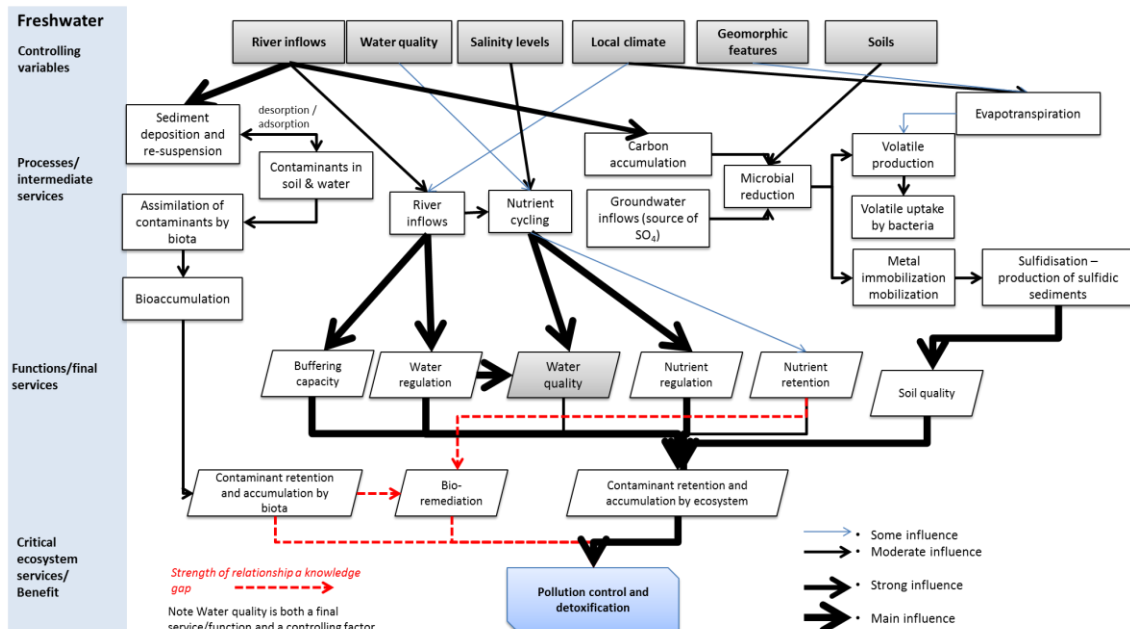 Freshwater
Controlling
variables
River inflows
Water quality
Salinity levels
Local climate
Geomorphic
features
Soils
Sediment
deposition and
re-suspension
desorption /
adsorption
Contaminants in
soil & water
Evapotranspiration
Processes/
intermediate
services
Carbon
accumulation
Microbial
reduction
Volatile
production
Assimilation of
contaminants by
biota
River
inflows
Nutrient
cycling
Groundwater
inflows (source of
SO4)
Volatile uptake
by bacteria
Bioaccumulation
Metal
immobilization
mobilization
Sulfidisation –
production of sulfidic
sediments
Functions/final
services
Buffering
capacity
Water
regulation
Water
quality
Nutrient
regulation
Nutrient
retention
Soil quality
Contaminant retention
and accumulation by
biota
Bio-
remediation
Contaminant retention and
accumulation by ecosystem
Critical
ecosystem
services/
Benefit
Strength of relationship a knowledge
gap
Note Water quality is both a final
service/function and a controlling factor
Pollution control and
detoxification
• Some influence
• Moderate influence
• Strong influence
• Main influence